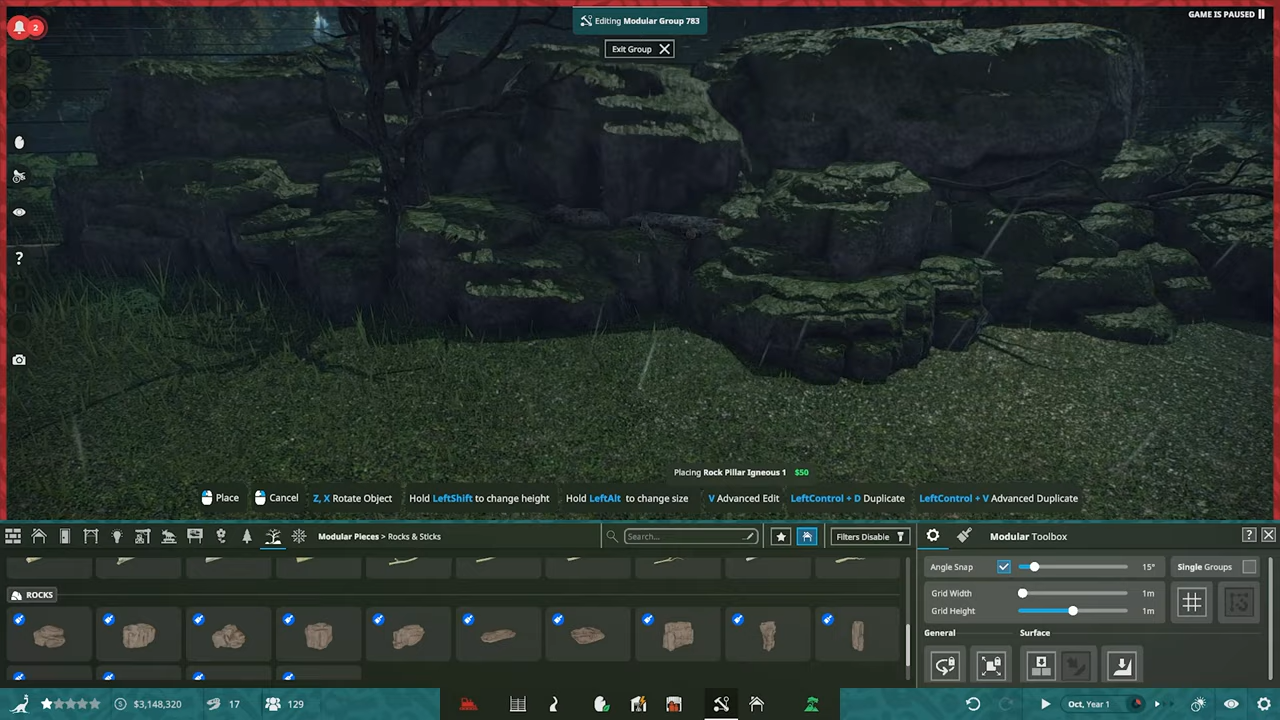 2
Editing Modular Group 783
GAME IS PAUSED
Exit Group
?
Placing Rock Pillar Igneous 1 $50
Place Cancel Z, X Rotate Object Hold LeftShift to change height Hold LeftAlt to change size V Advanced Edit LeftControl + D Duplicate LeftControl + V Advanced Duplicate
Modular Pieces > Rocks & Sticks
Search...
Filters Disable
Modular Toolbox
?
Angle Snap 15° Single Groups
Grid Width 1m
Grid Height 1m
ROCKS
General Surface
$3,148,320 17 129
Oct, Year 1